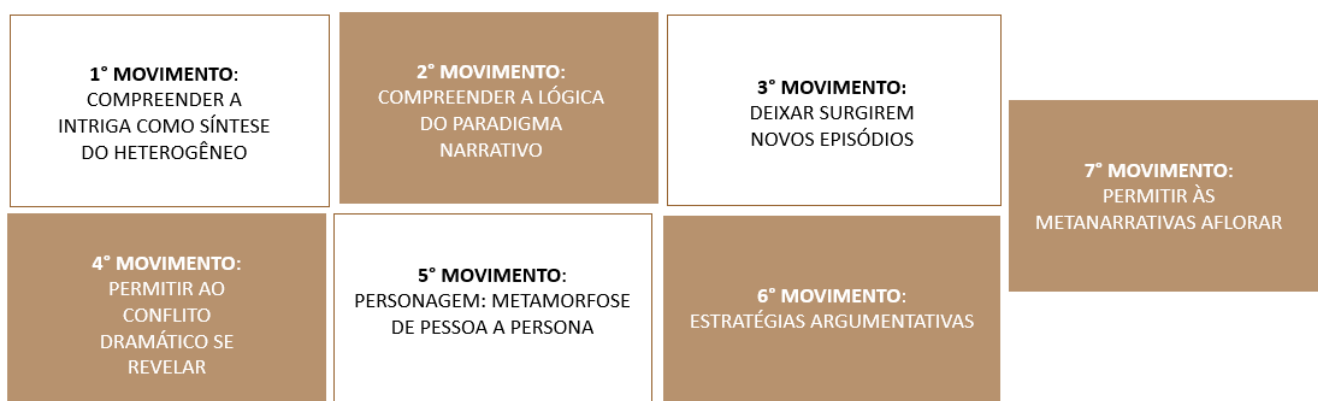 1° MOVIMENTO:
COMPREENDER A
INTRIGA COMO SÍNTESE
DO HETEROGÊNEO
2° MOVIMENTO:
COMPREENDER A LÓGICA
DO PARADIGMA
NARRATIVO
3° MOVIMENTO:
DEIXAR SURGIREM
NOVOS EPISÓDIOS
4° MOVIMENTO:
PERMITIR AO
CONFLITO
DRAMÁTICO SE
REVELAR
5° MOVIMENTO:
PERSONAGEM: METAMORFOSE
DE PESSOA A PERSONA
6° MOVIMENTO:
ESTRATÉGIAS ARGUMENTATIVAS
7° MOVIMENTO:
PERMITIR ÀS
METANARRATIVAS AFLORAR